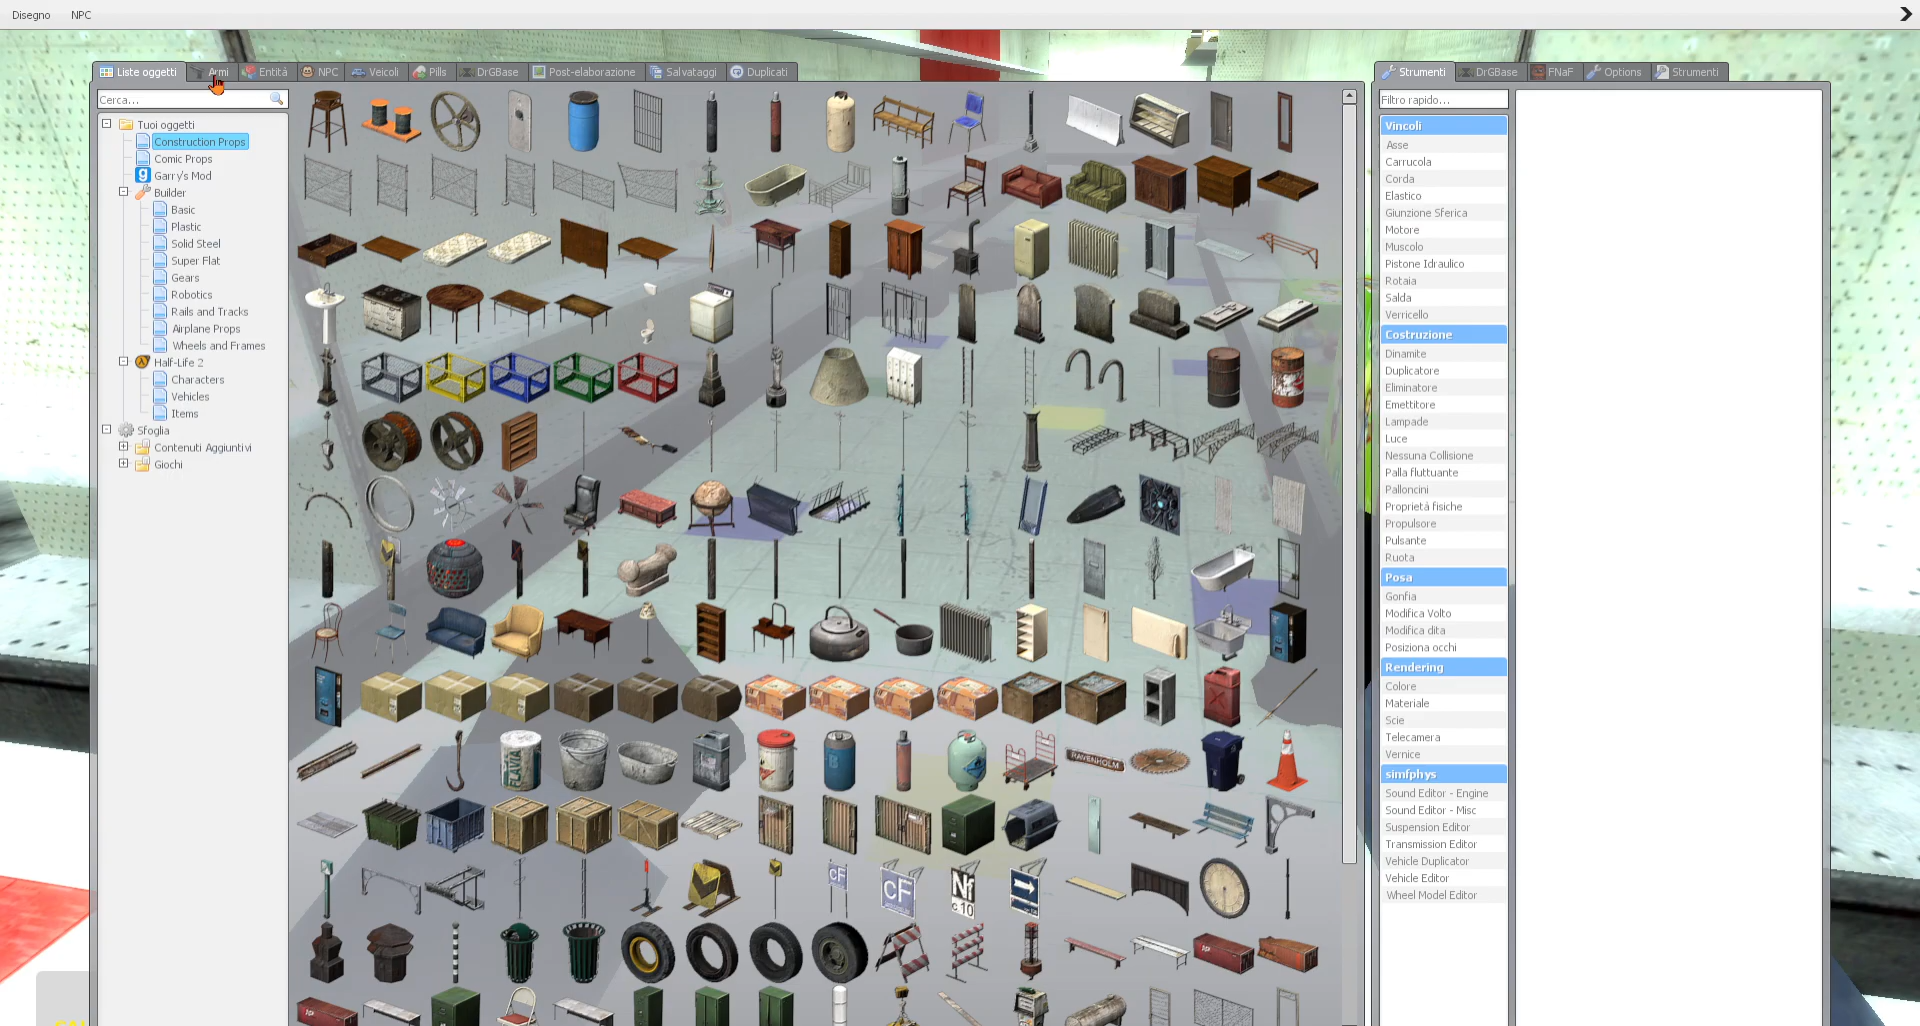 Disegno NPC
Liste oggetti Armi Entità NPC Veicoli Pills DrGBase Post-elaborazione Salvataggi Duplicati
Cerca...
Tuoi oggetti
Construction Props
Comic Props
Garry's Mod
Builder
Basic
Plastic
Solid Steel
Super Flat
Gears
Robotics
Rails and Tracks
Airplane Props
Wheels and Frames
Half-Life 2
Characters
Vehicles
Items
Sfoglia
Contenuti Aggiuntivi
Giochi
RAVENHOLM
cF
cF
Nf
c.10
Strumenti DrGBase FNaF Options Strumenti
Filtro rapido...
Vincoli
Asse
Carrucola
Corda
Elastico
Giunzione Sferica
Motore
Muscolo
Pistone Idraulico
Rotaia
Salda
Verricello
Costruzione
Dinamite
Duplicatore
Eliminatore
Emettitore
Lampade
Luce
Nessuna Collisione
Palla fluttuante
Palloncini
Proprietà fisiche
Propulsore
Pulsante
Ruota
Posa
Gonfia
Modifica Volto
Modifica dita
Posiziona occhi
Rendering
Colore
Materiale
Scie
Telecamera
Vernice
simfphys
Sound Editor - Engine
Sound Editor - Misc
Suspension Editor
Transmission Editor
Vehicle Duplicator
Vehicle Editor
Wheel Model Editor